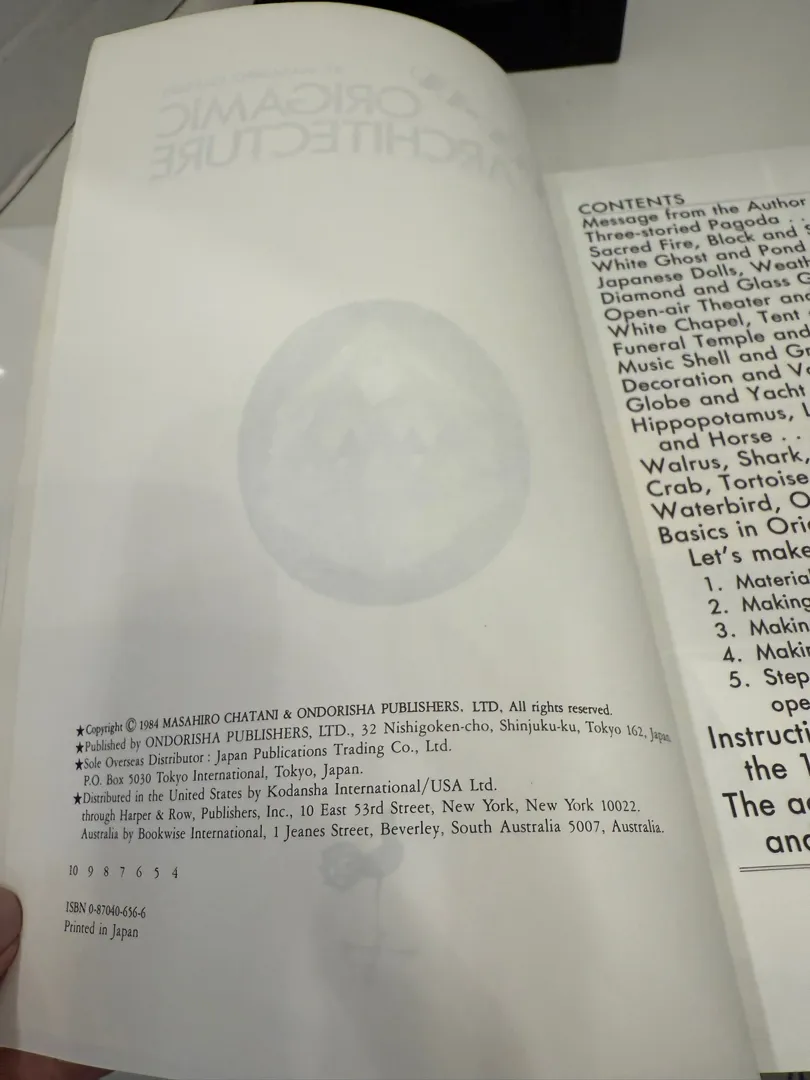 ORIGAMIC
ARCHITECTURE
★Copyright © 1984 MASAHIRO CHATANI & ONDORISHA PUBLISHERS, LTD, All rights reserved.
★Published by ONDORISHA PUBLISHERS, LTD., 32 Nishigoken-cho, Shinjuku-ku, Tokyo 162, Japan.
★Sole Overseas Distributor : Japan Publications Trading Co., Ltd.
P.O. Box 5030 Tokyo International, Tokyo, Japan.
★Distributed in the United States by Kodansha International/USA Ltd.
through Harper & Row, Publishers, Inc., 10 East 53rd Street, New York, New York 10022.
Australia by Bookwise International, 1 Jeanes Street, Beverley, South Australia 5007, Australia.
10 9 8 7 6 5 4
ISBN 0-87040-656-6
Printed in Japan
CONTENTS
Message from the Author
Three-storied Pagoda . .
Sacred Fire, Block and
White Ghost and Pond
Japanese Dolls,
Diamond and Glass
Open-air Theater and
White Chapel, Tent
Funeral Temple and
Music Shell and
Decoration and
Globe and Yacht
Hippopotamus,
and Horse . .
Walrus, Shark,
Crab, Tortoise
Waterbird,
Basics in
Let's make
1. Material
2. Making
3. Making
4. Making
5. Step
Instructi
the
The
and